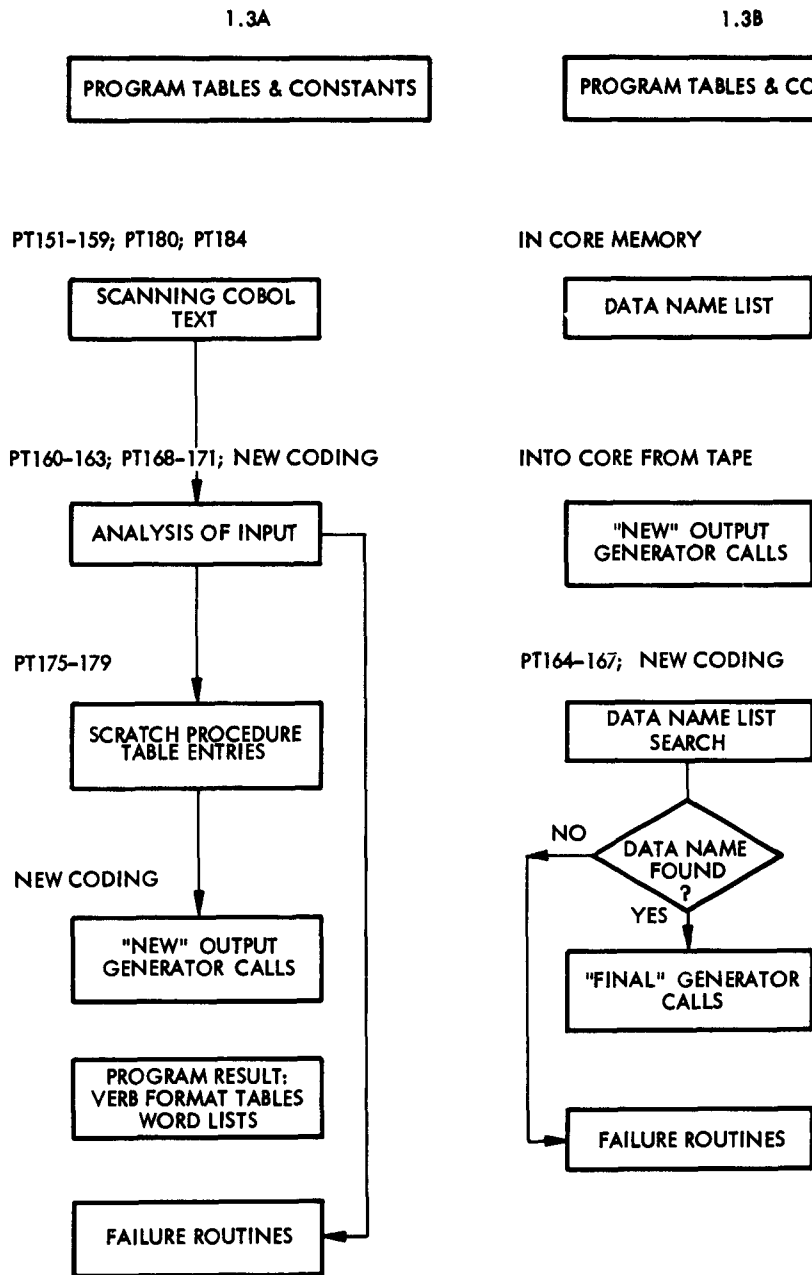 1.3A
PROGRAM TABLES & CONSTANTS
PT151-159; PT180; PT184
SCANNING COBOL
TEXT
PT160-163; PT168-171; NEW CODING
ANALYSIS OF INPUT
PT175-179
SCRATCH PROCEDURE
TABLE ENTRIES
NEW CODING
"NEW" OUTPUT
GENERATOR CALLS
PROGRAM RESULT:
VERB FORMAT TABLES
WORD LISTS
FAILURE ROUTINES
1.3B
PROGRAM TABLES & CO
IN CORE MEMORY
DATA NAME LIST
INTO CORE FROM TAPE
"NEW" OUTPUT
GENERATOR CALLS
PT164-167; NEW CODING
DATA NAME LIST
SEARCH
NO
DATA NAME
FOUND
?
YES
"FINAL" GENERATOR
CALLS
FAILURE ROUTINES